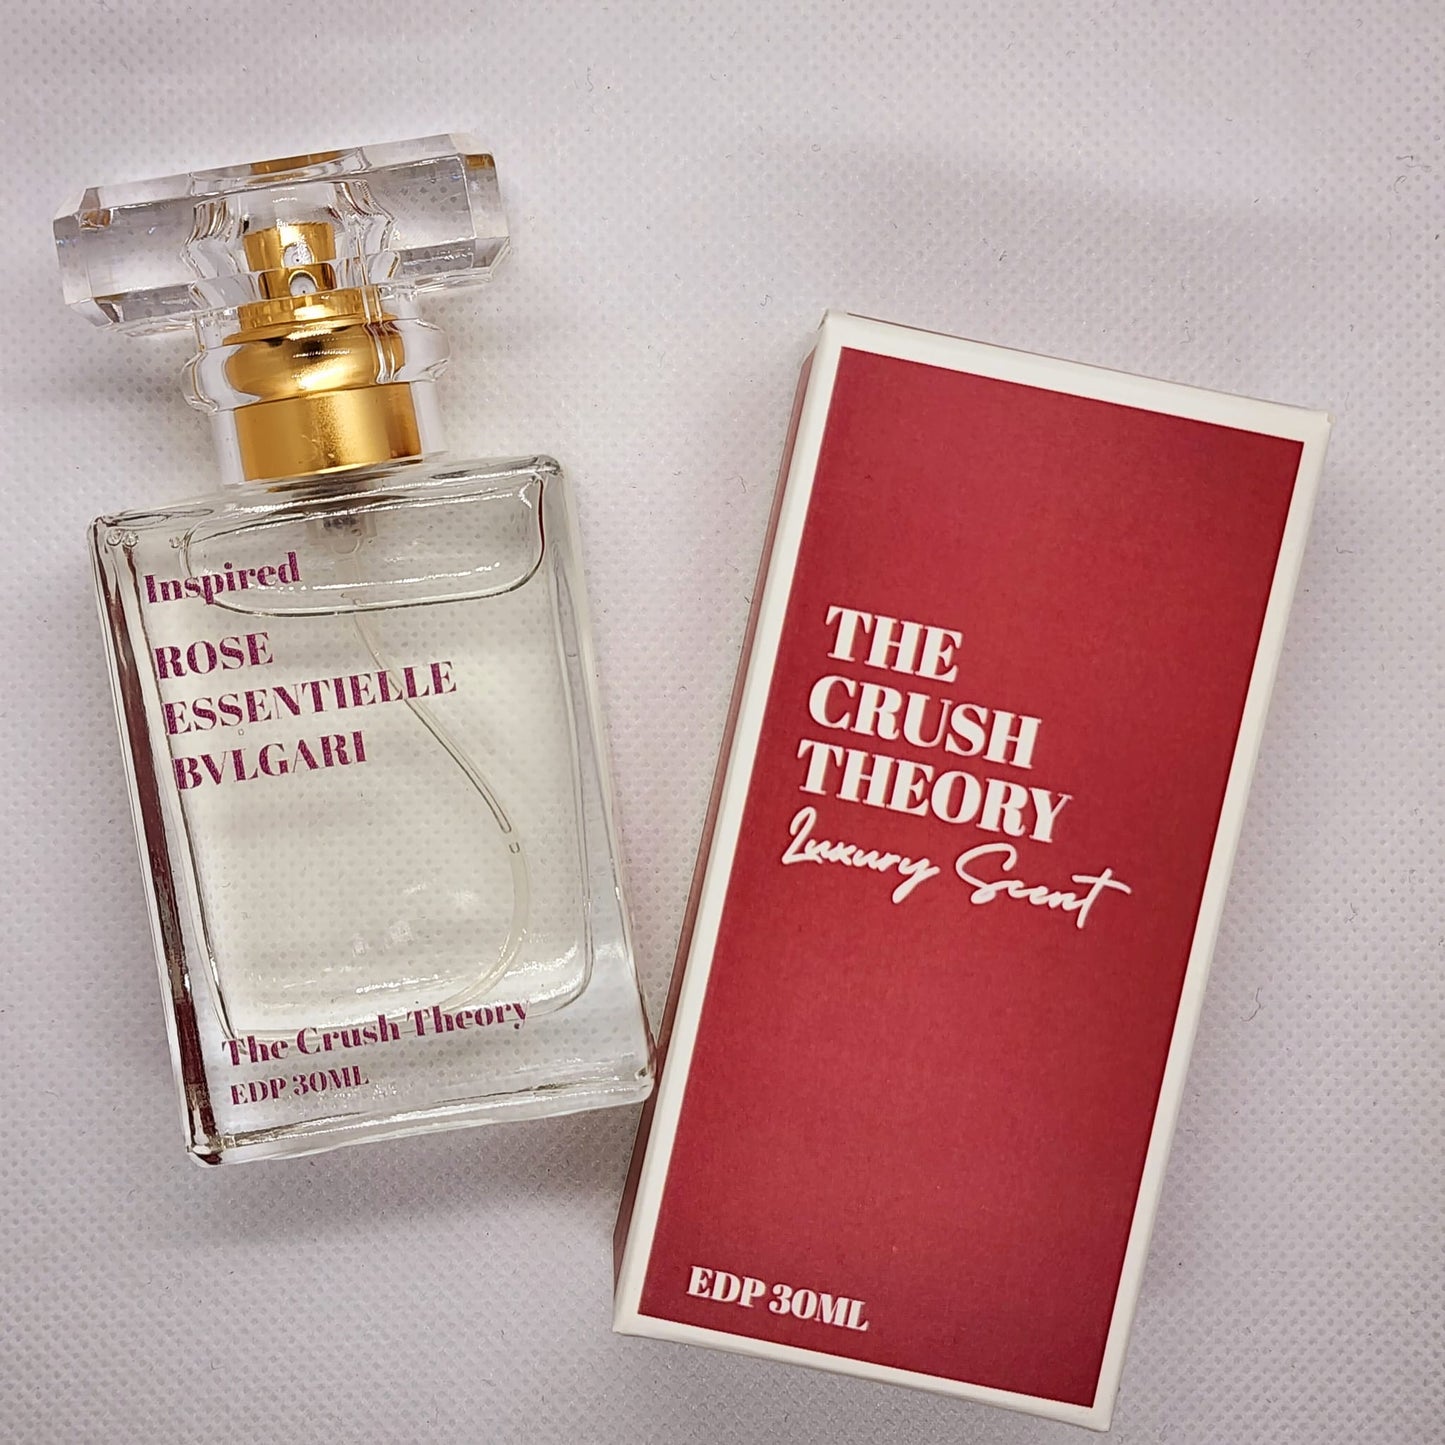 Inspired
ROSE
ESSENTIELLE
BVLGARI
The Crush Theory
EDP 30ML
THE
CRUSH
THEORY
Luxury Scent
EDP 30ML